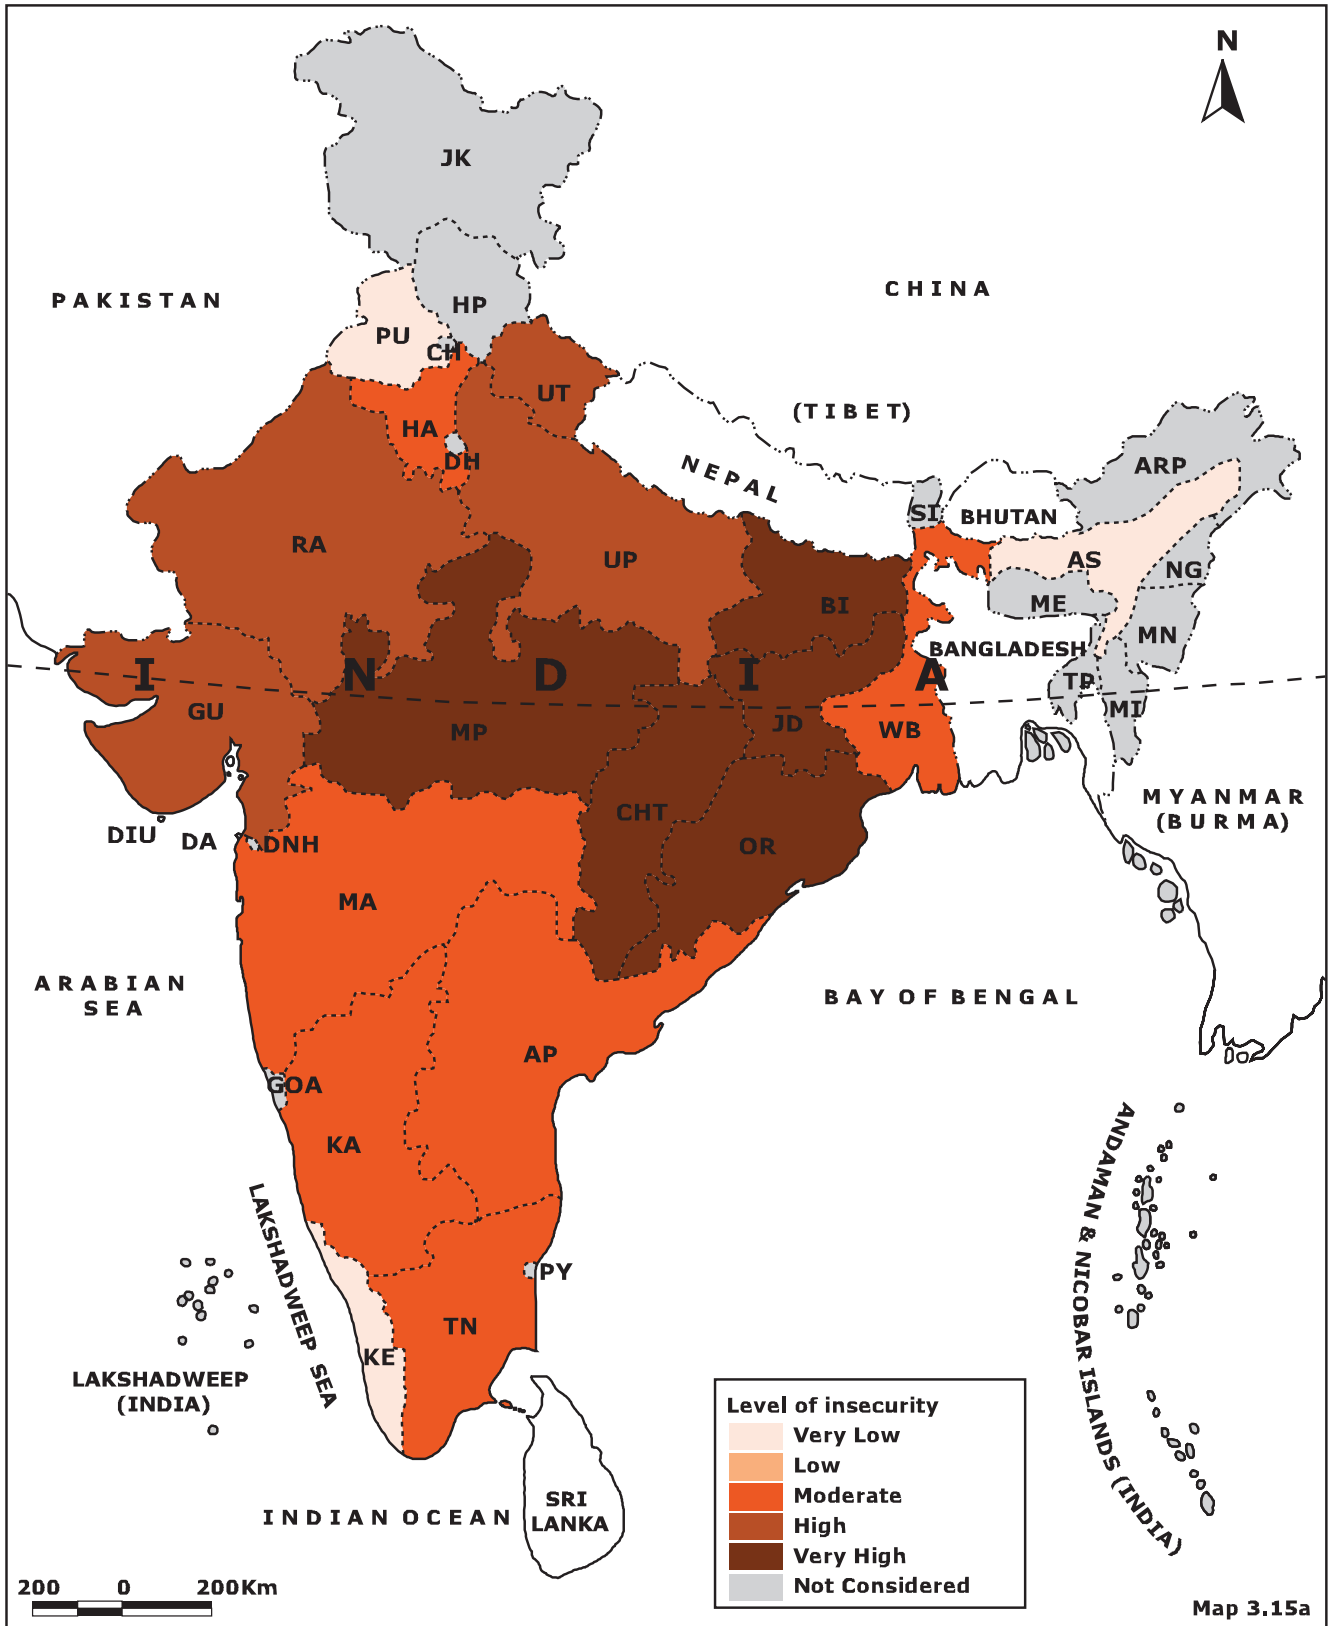 N
JK
PAKISTAN
CHINA
HP
PU
CH
UT
(TIBET)
HA
DH
NEPAL
ARP
SI
BHUTAN
RA
UP
AS
NG
BI
ME
MN
BANGLADESH
I N D I A
TP
GU
MI
MP
JD
WB
CHT
MYANMAR
(BURMA)
DIU
DA
DNH
OR
MA
ARABIAN
SEA
BAY OF BENGAL
AP
GOA
KA
ANDAMAN & NICOBAR ISLANDS (INDIA)
LAKSHADWEEP SEA
PY
TN
KE
LAKSHADWEEP
(INDIA)
INDIAN OCEAN
SRI
LANKA
Level of insecurity
Very Low
Low
Moderate
High
Very High
Not Considered
200 0 200Km
Map 3.15a